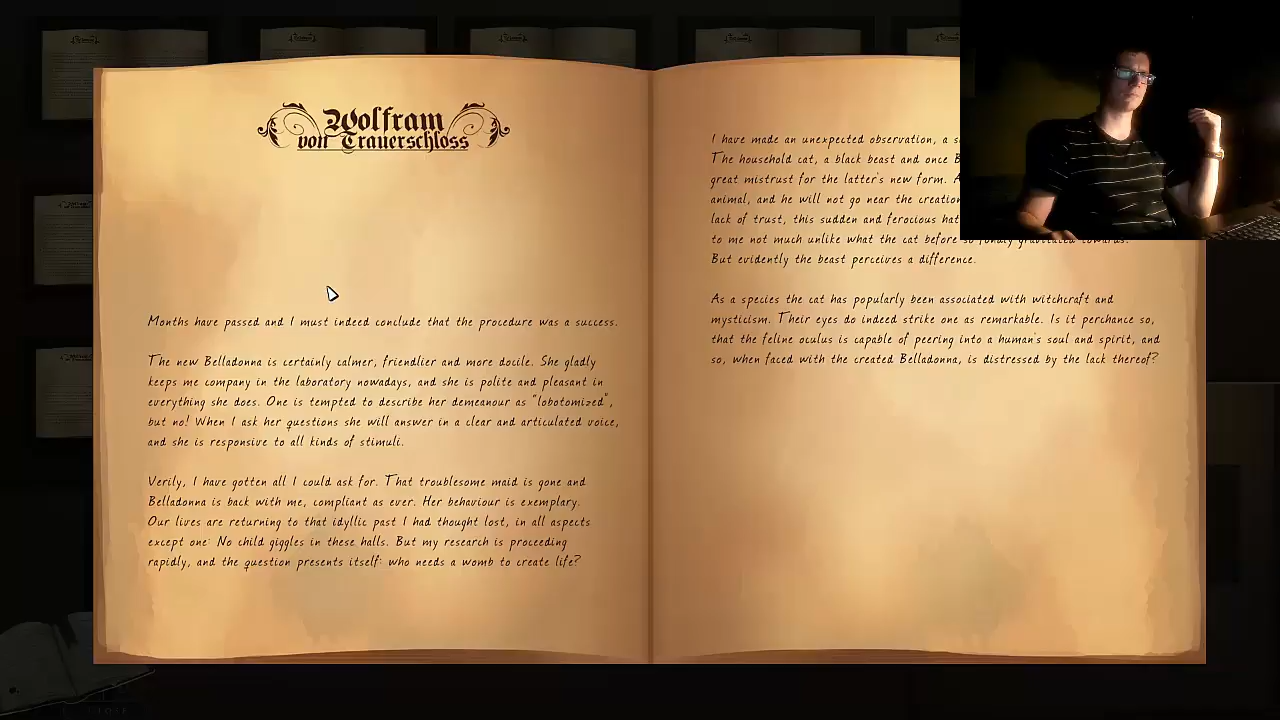 Wolfram
von Trauerschloss
Months have passed and I must indeed conclude that the procedure was a success.
The new Belladonna is certainly calmer, friendlier and more docile. She gladly
keeps me company in the laboratory nowadays, and she is polite and pleasant in
everything she does. One is tempted to describe her demeanour as "lobotomized",
but no! When I ask her questions she will answer in a clear and articulated voice,
and she is responsive to all kinds of stimuli.
Verily, I have gotten all I could ask for. That troublesome maid is gone and
Belladonna is back with me, compliant as ever. Her behaviour is exemplary.
Our lives are returning to that idyllic past I had thought lost, in all aspects
except one: No child giggles in these halls. But my research is proceeding
rapidly, and the question presents itself: who needs a womb to create life?
I have made an unexpected observation, a
The household cat, a black beast and once
great mistrust for the latter's new form.
animal, and he will not go near the creation
lack of trust, this sudden and ferocious
to me not much unlike what the cat before so fondly gravitated towards.
But evidently the beast perceives a difference.
As a species the cat has popularly been associated with witchcraft and
mysticism. Their eyes do indeed strike one as remarkable. Is it perchance so,
that the feline oculus is capable of peering into a human's soul and spirit, and
so, when faced with the created Belladonna, is distressed by the lack thereof?